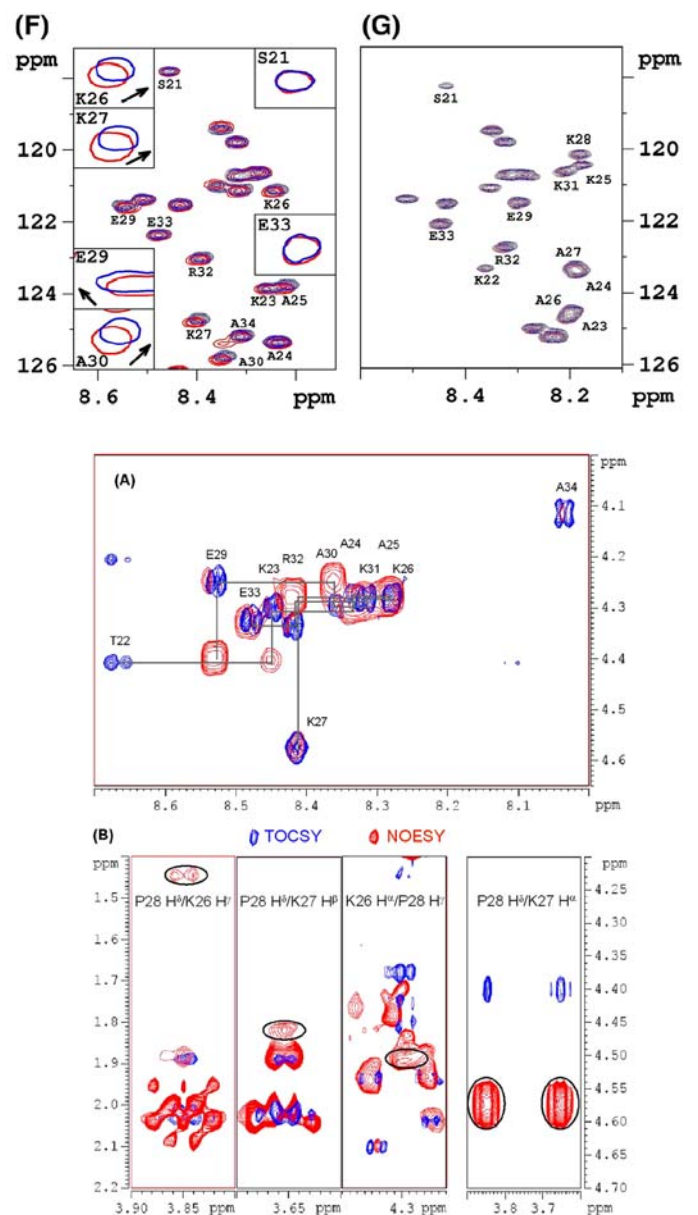 (F)
ppm
K26
S21
S21
K27
120
K26
E29
E33
122
E33
R32
E29
K23 A25
124
K27
A34
A24
A30
A30
126
8.6
8.4
ppm
(G)
ppm
S21
120
K28
K31
K25
E29
122
E33
R32
K22
A27
124
A24
A26
A23
126
8.4
8.2
ppm
(A)
ppm
A34
4.1
A24
E29
R32
A30
A25
K23
K31
K26
E33
4.2
4.3
T22
4.4
K27
4.5
4.6
8.6
8.5
8.4
8.3
8.2
8.1
ppm
(B)
TOCSY
NOESY
ppm
ppm
P28 Hδ/K26 Hγ
P28 Hδ/K27 Hβ
K26 Hα/P28 Hγ
P28 Hδ/K27 Hα
1.5
1.6
1.7
1.8
1.9
2.0
2.1
2.2
4.20
4.25
4.30
4.35
4.40
4.45
4.50
4.55
4.60
4.65
4.70
3.90
3.85
ppm
3.65
ppm
4.3
ppm
3.8
3.7
ppm